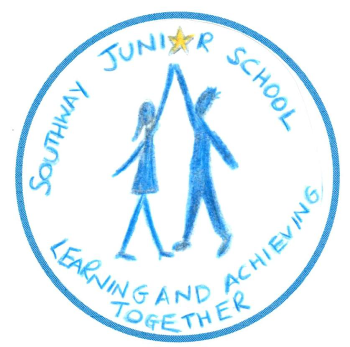 SOUTHWAY JUNIOR SCHOOL
LEARNING AND ACHIEVING
TOGETHER